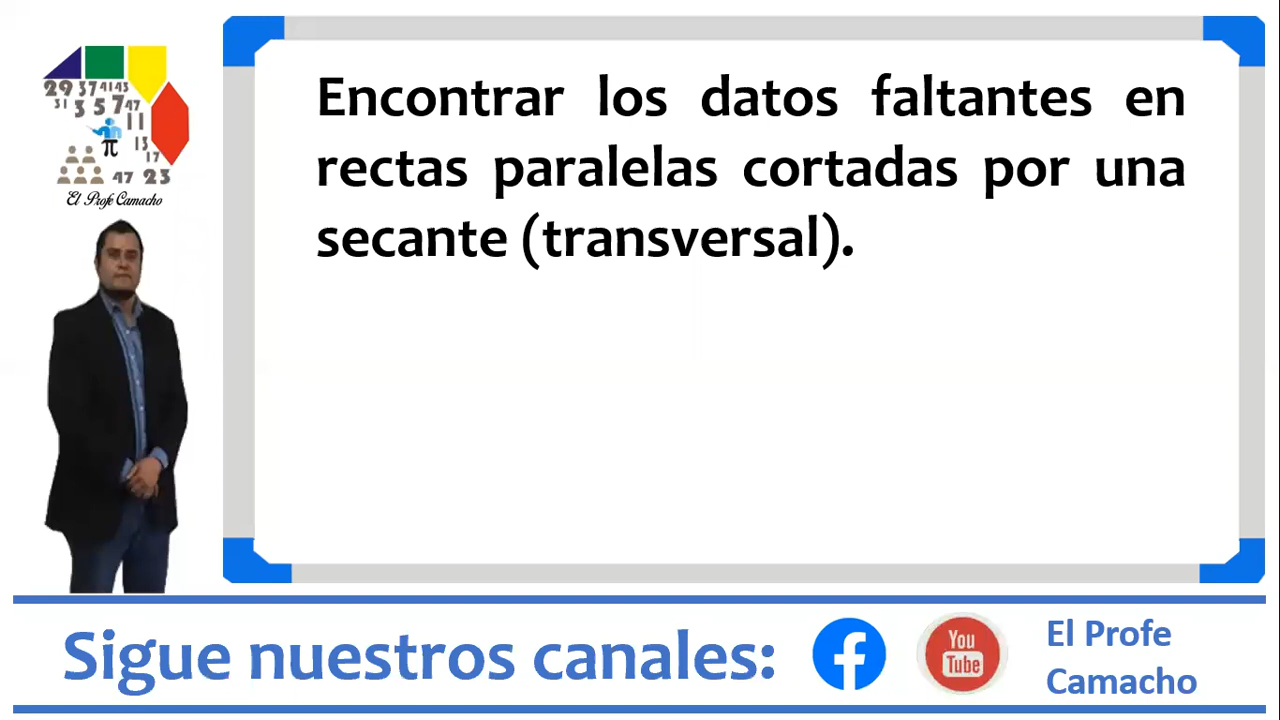 29 37 41 43
31 3 5 7 47
11
13
π
17
47 23
El Profe Camacho
Encontrar los datos faltantes en
rectas paralelas cortadas por una
secante (transversal).
Sigue nuestros canales:
You
Tube
El Profe
Camacho